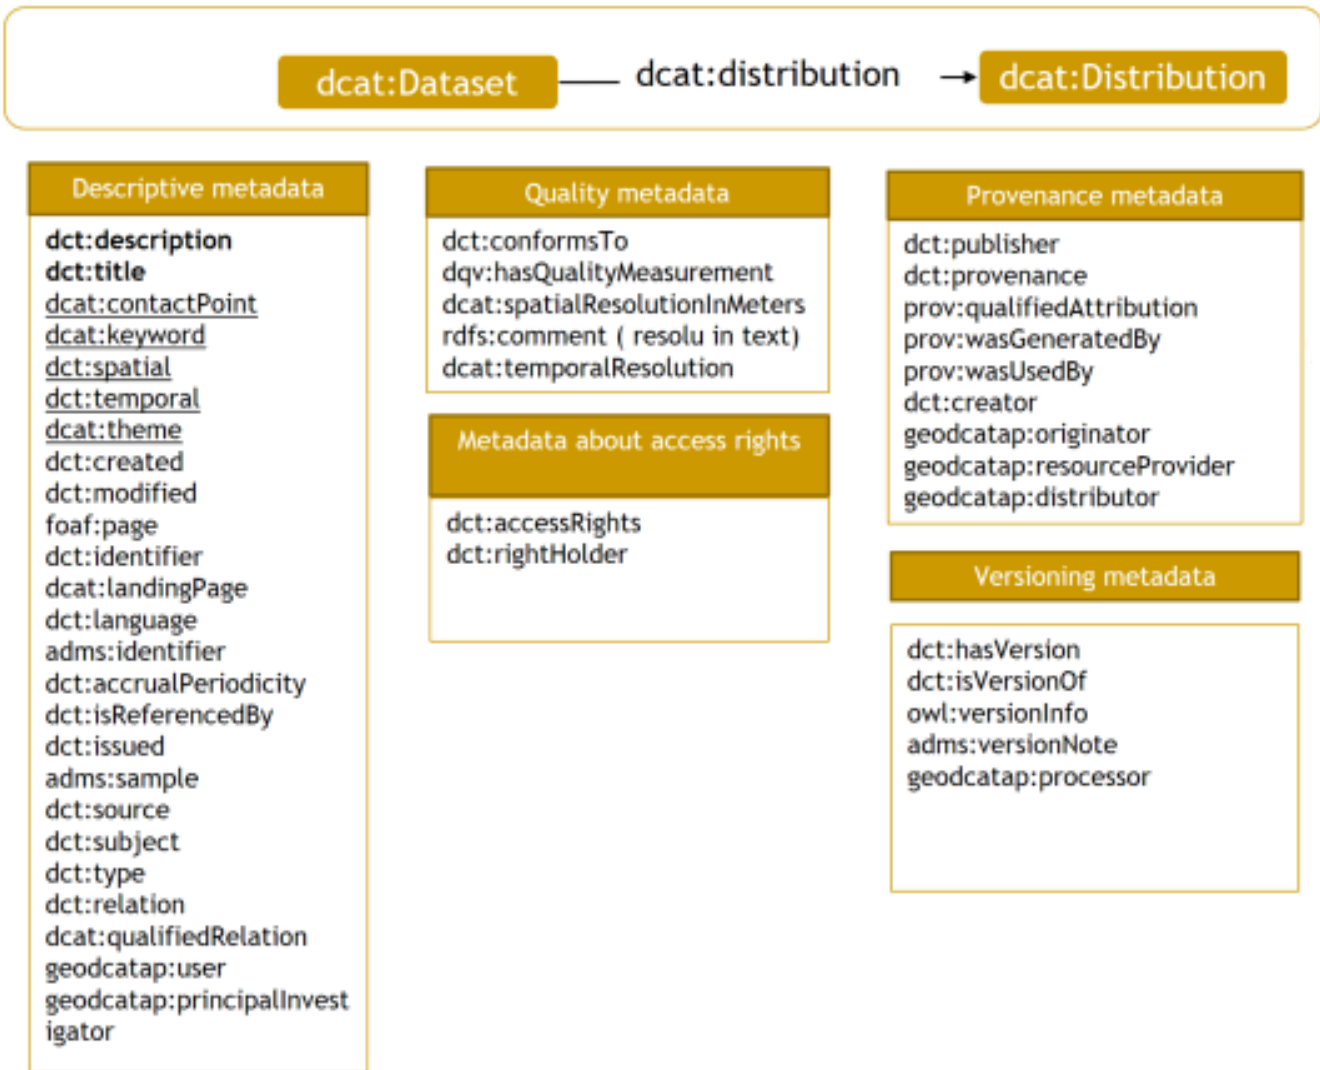 dcat:Dataset
dcat:distribution
dcat:Distribution
Descriptive metadata
dct:description
dct:title
dcat:contactPoint
dcat:keyword
dct:spatial
dct:temporal
dcat:theme
dct:created
dct:modified
foaf:page
dct:identifier
dcat:landingPage
dct:language
adms:identifier
dct:accrualPeriodicity
dct:isReferencedBy
dct:issued
adms:sample
dct:source
dct:subject
dct:type
dct:relation
dcat:qualifiedRelation
geodcatap:user
geodcatap:principalInvest
igator
Quality metadata
dct:conformsTo
dqv:hasQualityMeasurement
dcat:spatialResolutionInMeters
rdfs:comment ( resolu in text)
dcat:temporalResolution
Metadata about access rights
dct:accessRights
dct:rightHolder
Provenance metadata
dct:publisher
dct:provenance
prov:qualifiedAttribution
prov:wasGeneratedBy
prov:wasUsedBy
dct:creator
geodcatap:originator
geodcatap:resourceProvider
geodcatap:distributor
Versioning metadata
dct:hasVersion
dct:isVersionOf
owl:versionInfo
adms:versionNote
geodcatap:processor